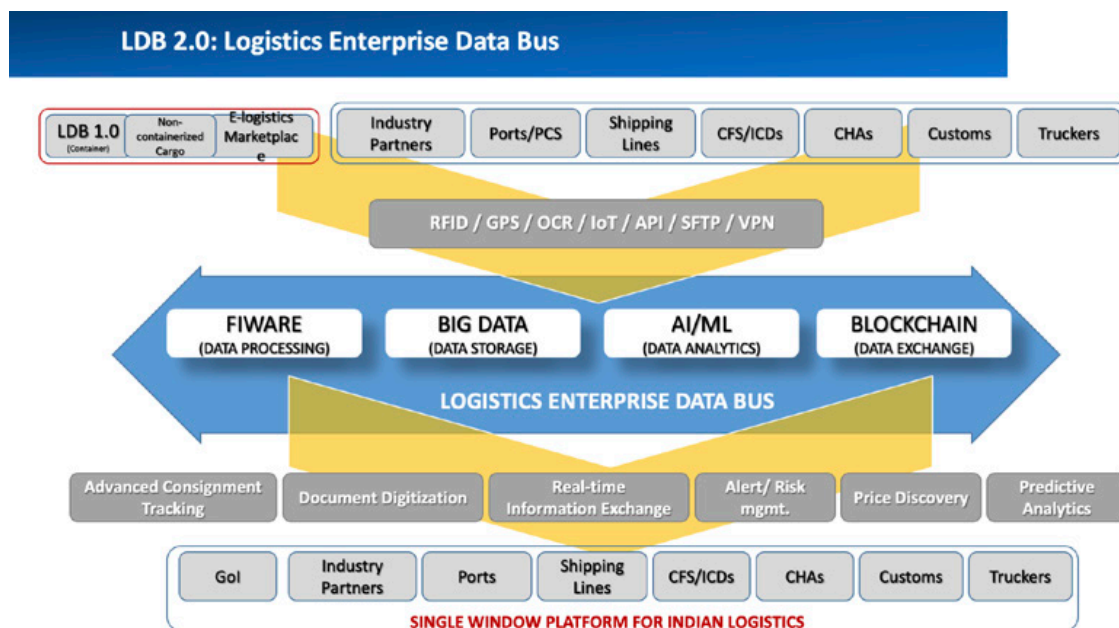 LDB 2.0: Logistics Enterprise Data Bus
LDB 1.0
(Container)
Non-
containerized
Cargo
E-logistics
Marketplac
e
Industry
Partners
Ports/PCS
Shipping
Lines
CFS/ICDs
CHAs
Customs
Truckers
RFID / GPS / OCR / IoT / API / SFTP / VPN
FIWARE
(DATA PROCESSING)
BIG DATA
(DATA STORAGE)
AI/ML
(DATA ANALYTICS)
BLOCKCHAIN
(DATA EXCHANGE)
LOGISTICS ENTERPRISE DATA BUS
Advanced Consignment
Tracking
Document Digitization
Real-time
Information Exchange
Alert/ Risk
mgmt.
Price Discovery
Predictive
Analytics
GoI
Industry
Partners
Ports
Shipping
Lines
CFS/ICDs
CHAs
Customs
Truckers
SINGLE WINDOW PLATFORM FOR INDIAN LOGISTICS